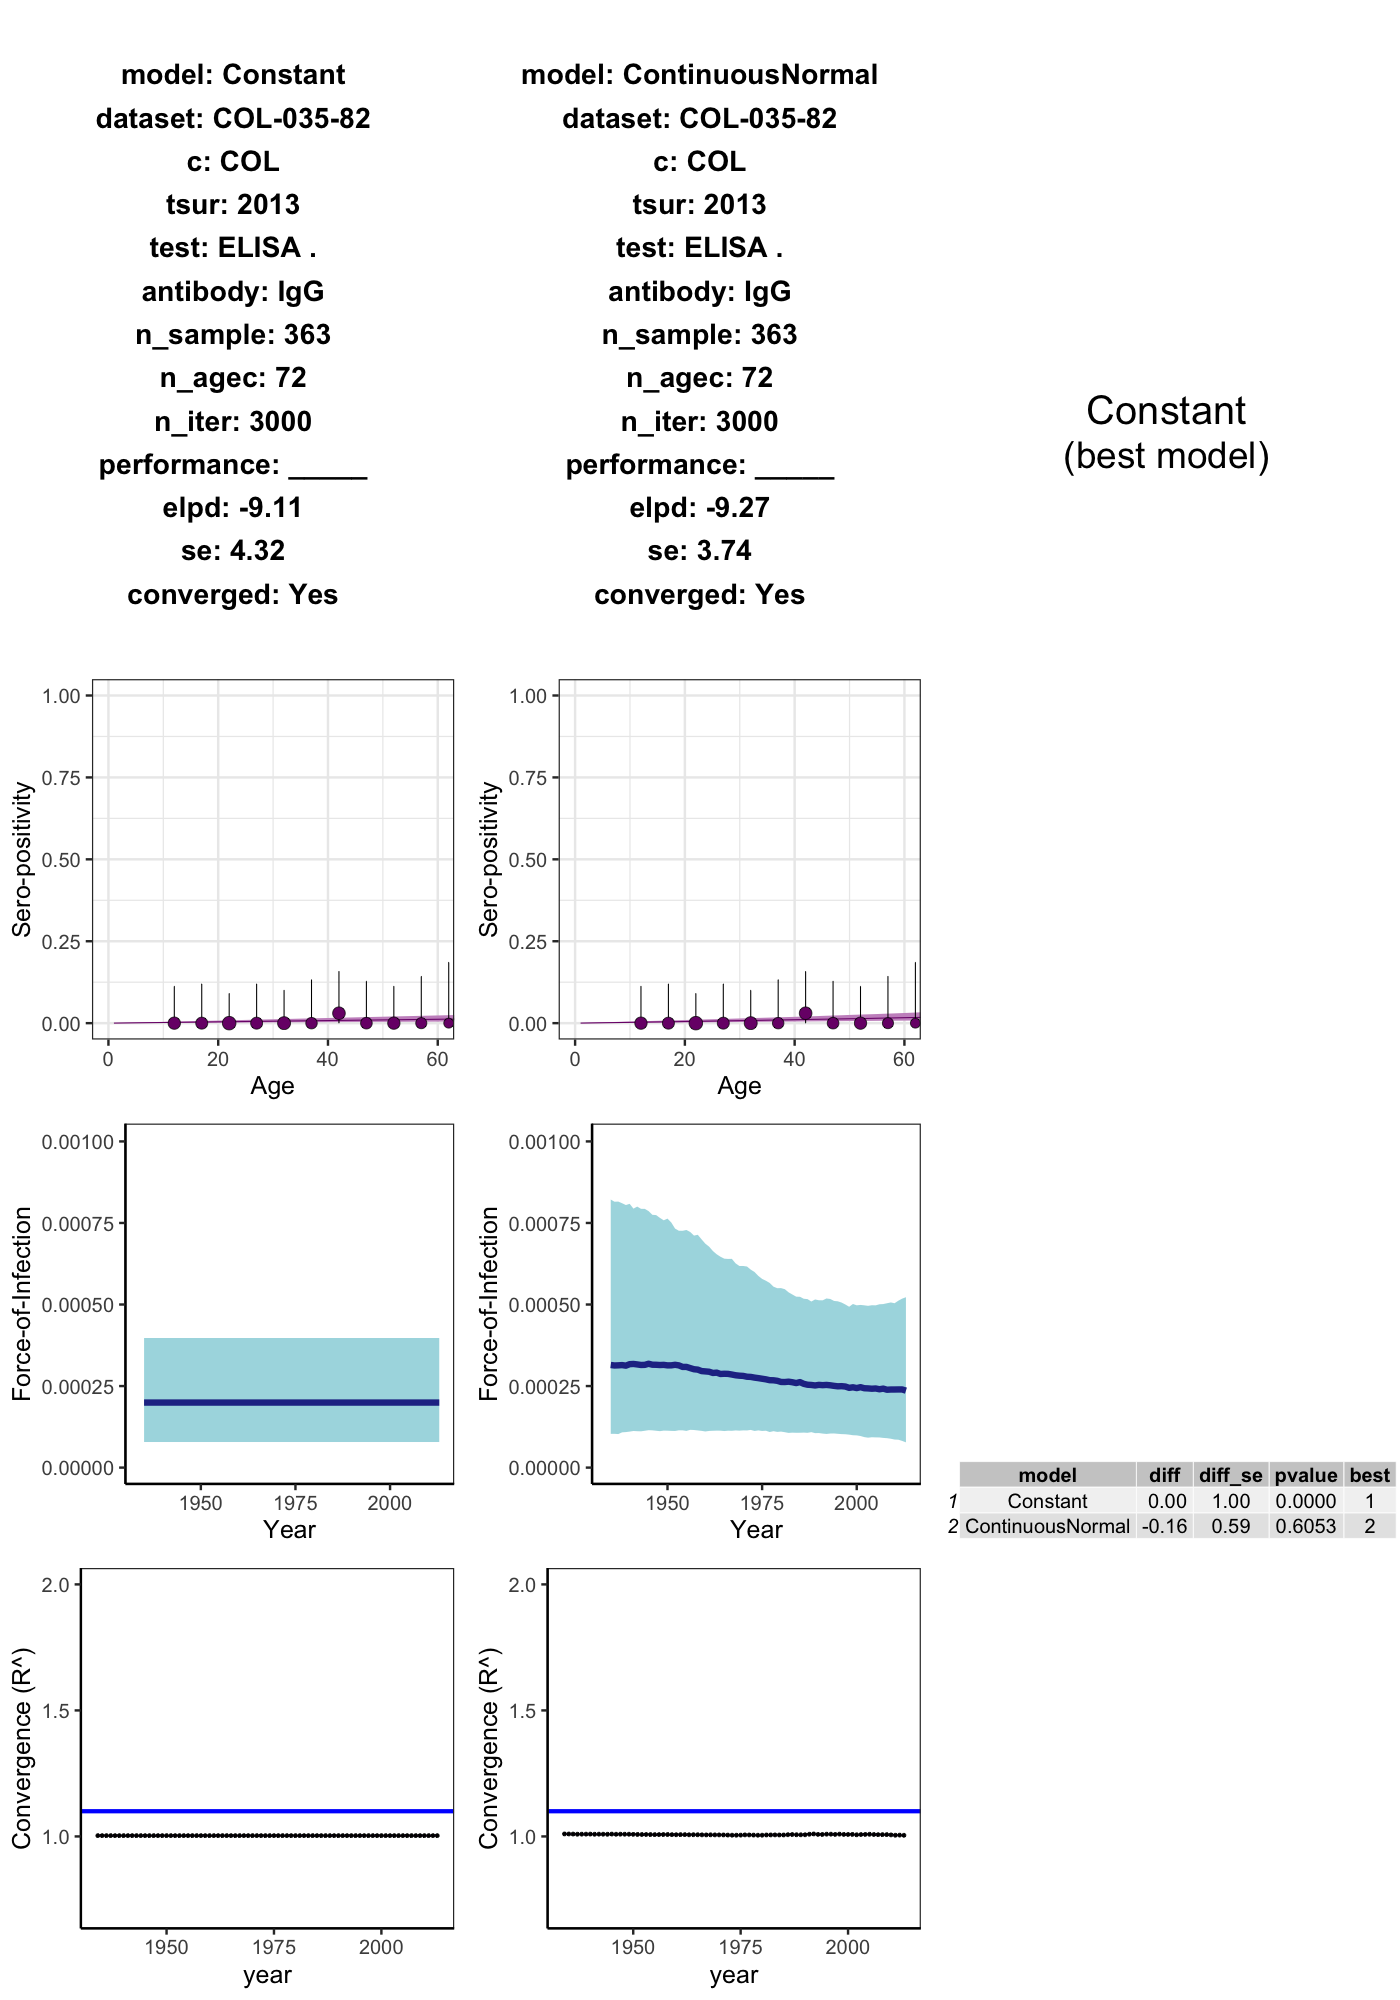 model: Constant
dataset: COL-035-82
c: COL
tsur: 2013
test: ELISA .
antibody: IgG
n_sample: 363
n_agec: 72
n_iter: 3000
performance: _____
elpd: -9.11
se: 4.32
converged: Yes
model: ContinuousNormal
dataset: COL-035-82
c: COL
tsur: 2013
test: ELISA .
antibody: IgG
n_sample: 363
n_agec: 72
n_iter: 3000
performance: _____
elpd: -9.27
se: 3.74
converged: Yes
Constant
(best model)
Sero-positivity
1.00
0.75
0.50
0.25
0.00
0 20 40 60
Age
Sero-positivity
1.00
0.75
0.50
0.25
0.00
0 20 40 60
Age
Force-of-Infection
0.00100
0.00075
0.00050
0.00025
0.00000
1950 1975 2000
Year
Force-of-Infection
0.00100
0.00075
0.00050
0.00025
0.00000
1950 1975 2000
Year
model diff diff_se pvalue best
1 Constant 0.00 1.00 0.0000 1
2 ContinuousNormal -0.16 0.59 0.6053 2
Convergence (R^)
2.0
1.5
1.0
1950 1975 2000
year
Convergence (R^)
2.0
1.5
1.0
1950 1975 2000
year